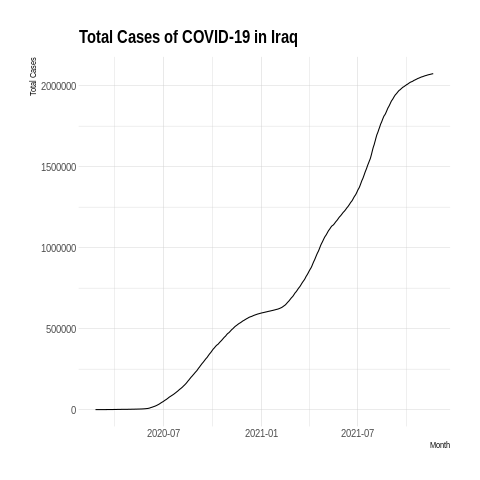 Total Cases of COVID-19 in Iraq
Total Cases
2000000
1500000
1000000
500000
0
2020-07 2021-01 2021-07
Month